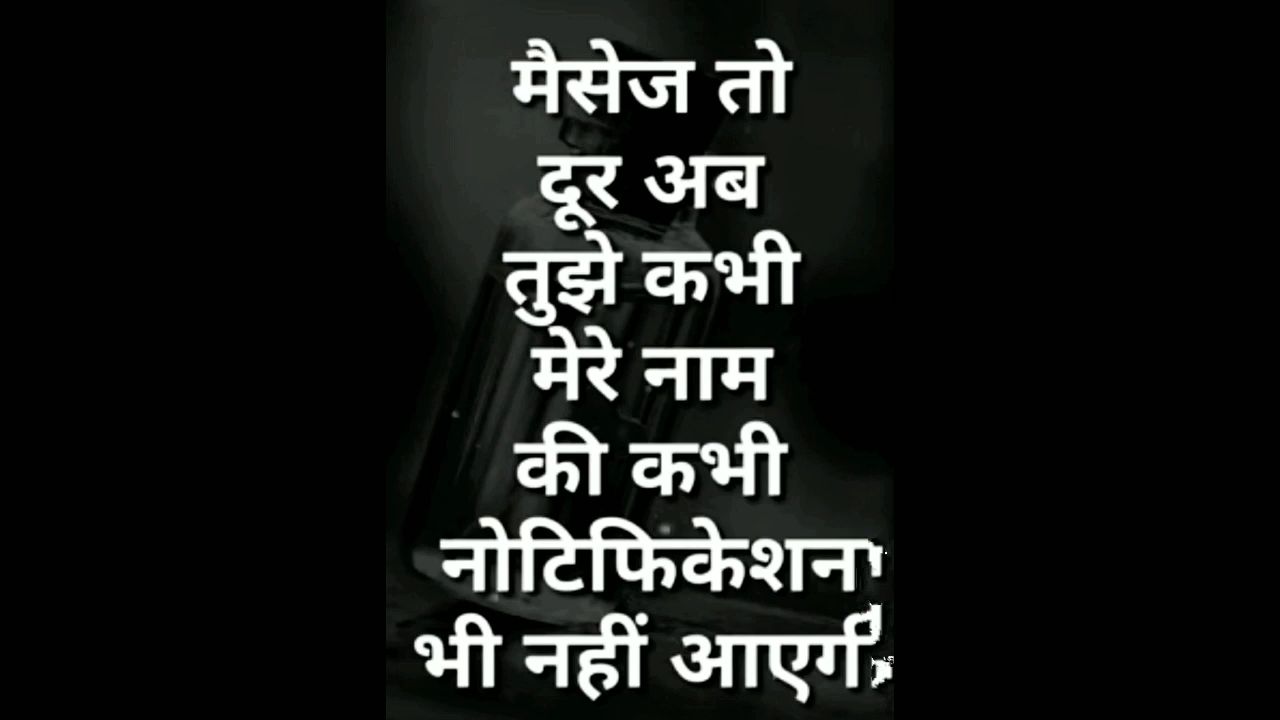 मैसेज तो
दूर अब
तुझे कभी
मेरे नाम
की कभी
नोटिफिकेशन
भी नहीं आएगी